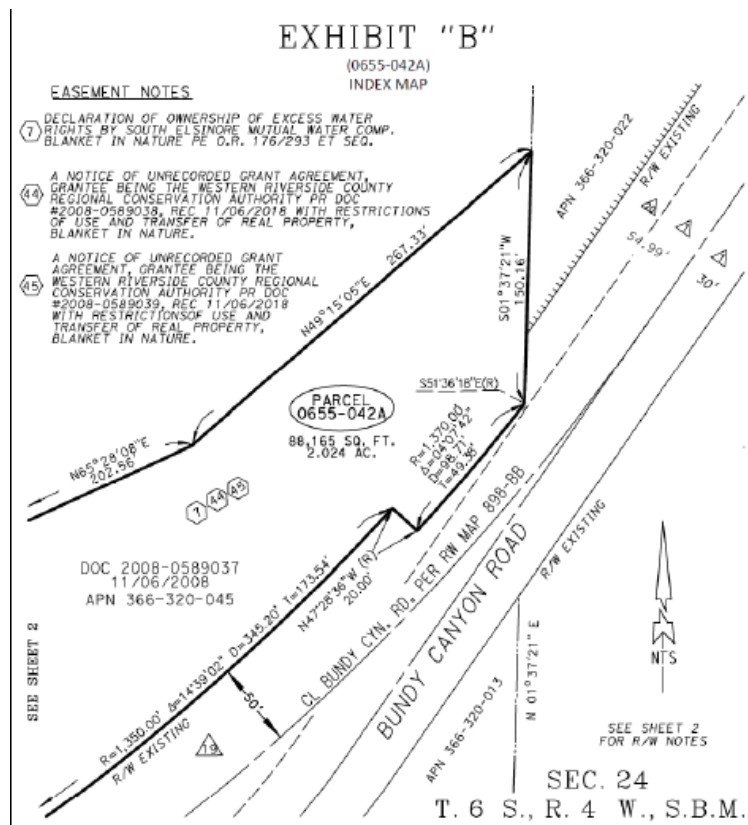 EXHIBIT "B"
(0655-042A)
INDEX MAP
EASEMENT NOTES
7
DECLARATION OF OWNERSHIP OF EXCESS WATER
RIGHTS BY SOUTH ELSINORE MUTUAL WATER COMP.
BLANKET IN NATURE PE O.R. 176/293 ET SEQ.
44
A NOTICE OF UNRECORDED GRANT AGREEMENT,
GRANTEE BEING THE WESTERN RIVERSIDE COUNTY
REGIONAL CONSERVATION AUTHORITY PR DOC
#2008-0589038, REC 11/06/2018 WITH RESTRICTIONS
OF USE AND TRANSFER OF REAL PROPERTY,
BLANKET IN NATURE.
45
A NOTICE OF UNRECORDED GRANT
AGREEMENT, GRANTEE BEING THE
WESTERN RIVERSIDE COUNTY REGIONAL
CONSERVATION AUTHORITY PR DOC
#2008-0589039, REC 11/06/2018
WITH RESTRICTIONSOF USE AND
TRANSFER OF REAL PROPERTY,
BLANKET IN NATURE.
N49°15'05"E 267.33'
S01°37'21"W
150.16'
APN 366-320-022
R/W EXISTING
54.99'
30'
S51°36'18"E(R)
PARCEL
0655-042A
88,165 SQ. FT.
2.024 AC.
R=1,370.00'
Δ=04°07'42"
D=98.71'
T=49.38'
N65°28'08"E
202.56'
7 44 45
DOC 2008-0589037
11/06/2008
APN 366-320-045
N47°28'36"W (R)
20.00'
R=1,350.00' Δ=14°39'02" D=345.20' T=173.54'
R/W EXISTING
50'
19
CL BUNDY CYN. RD. PER RW MAP 898-BB
BUNDY CANYON ROAD
R/W EXISTING
N 01°37'21" E
APN 366-320-013
SEE SHEET 2
NTS
SEE SHEET 2
FOR R/W NOTES
SEC. 24
T. 6 S., R. 4 W., S.B.M.